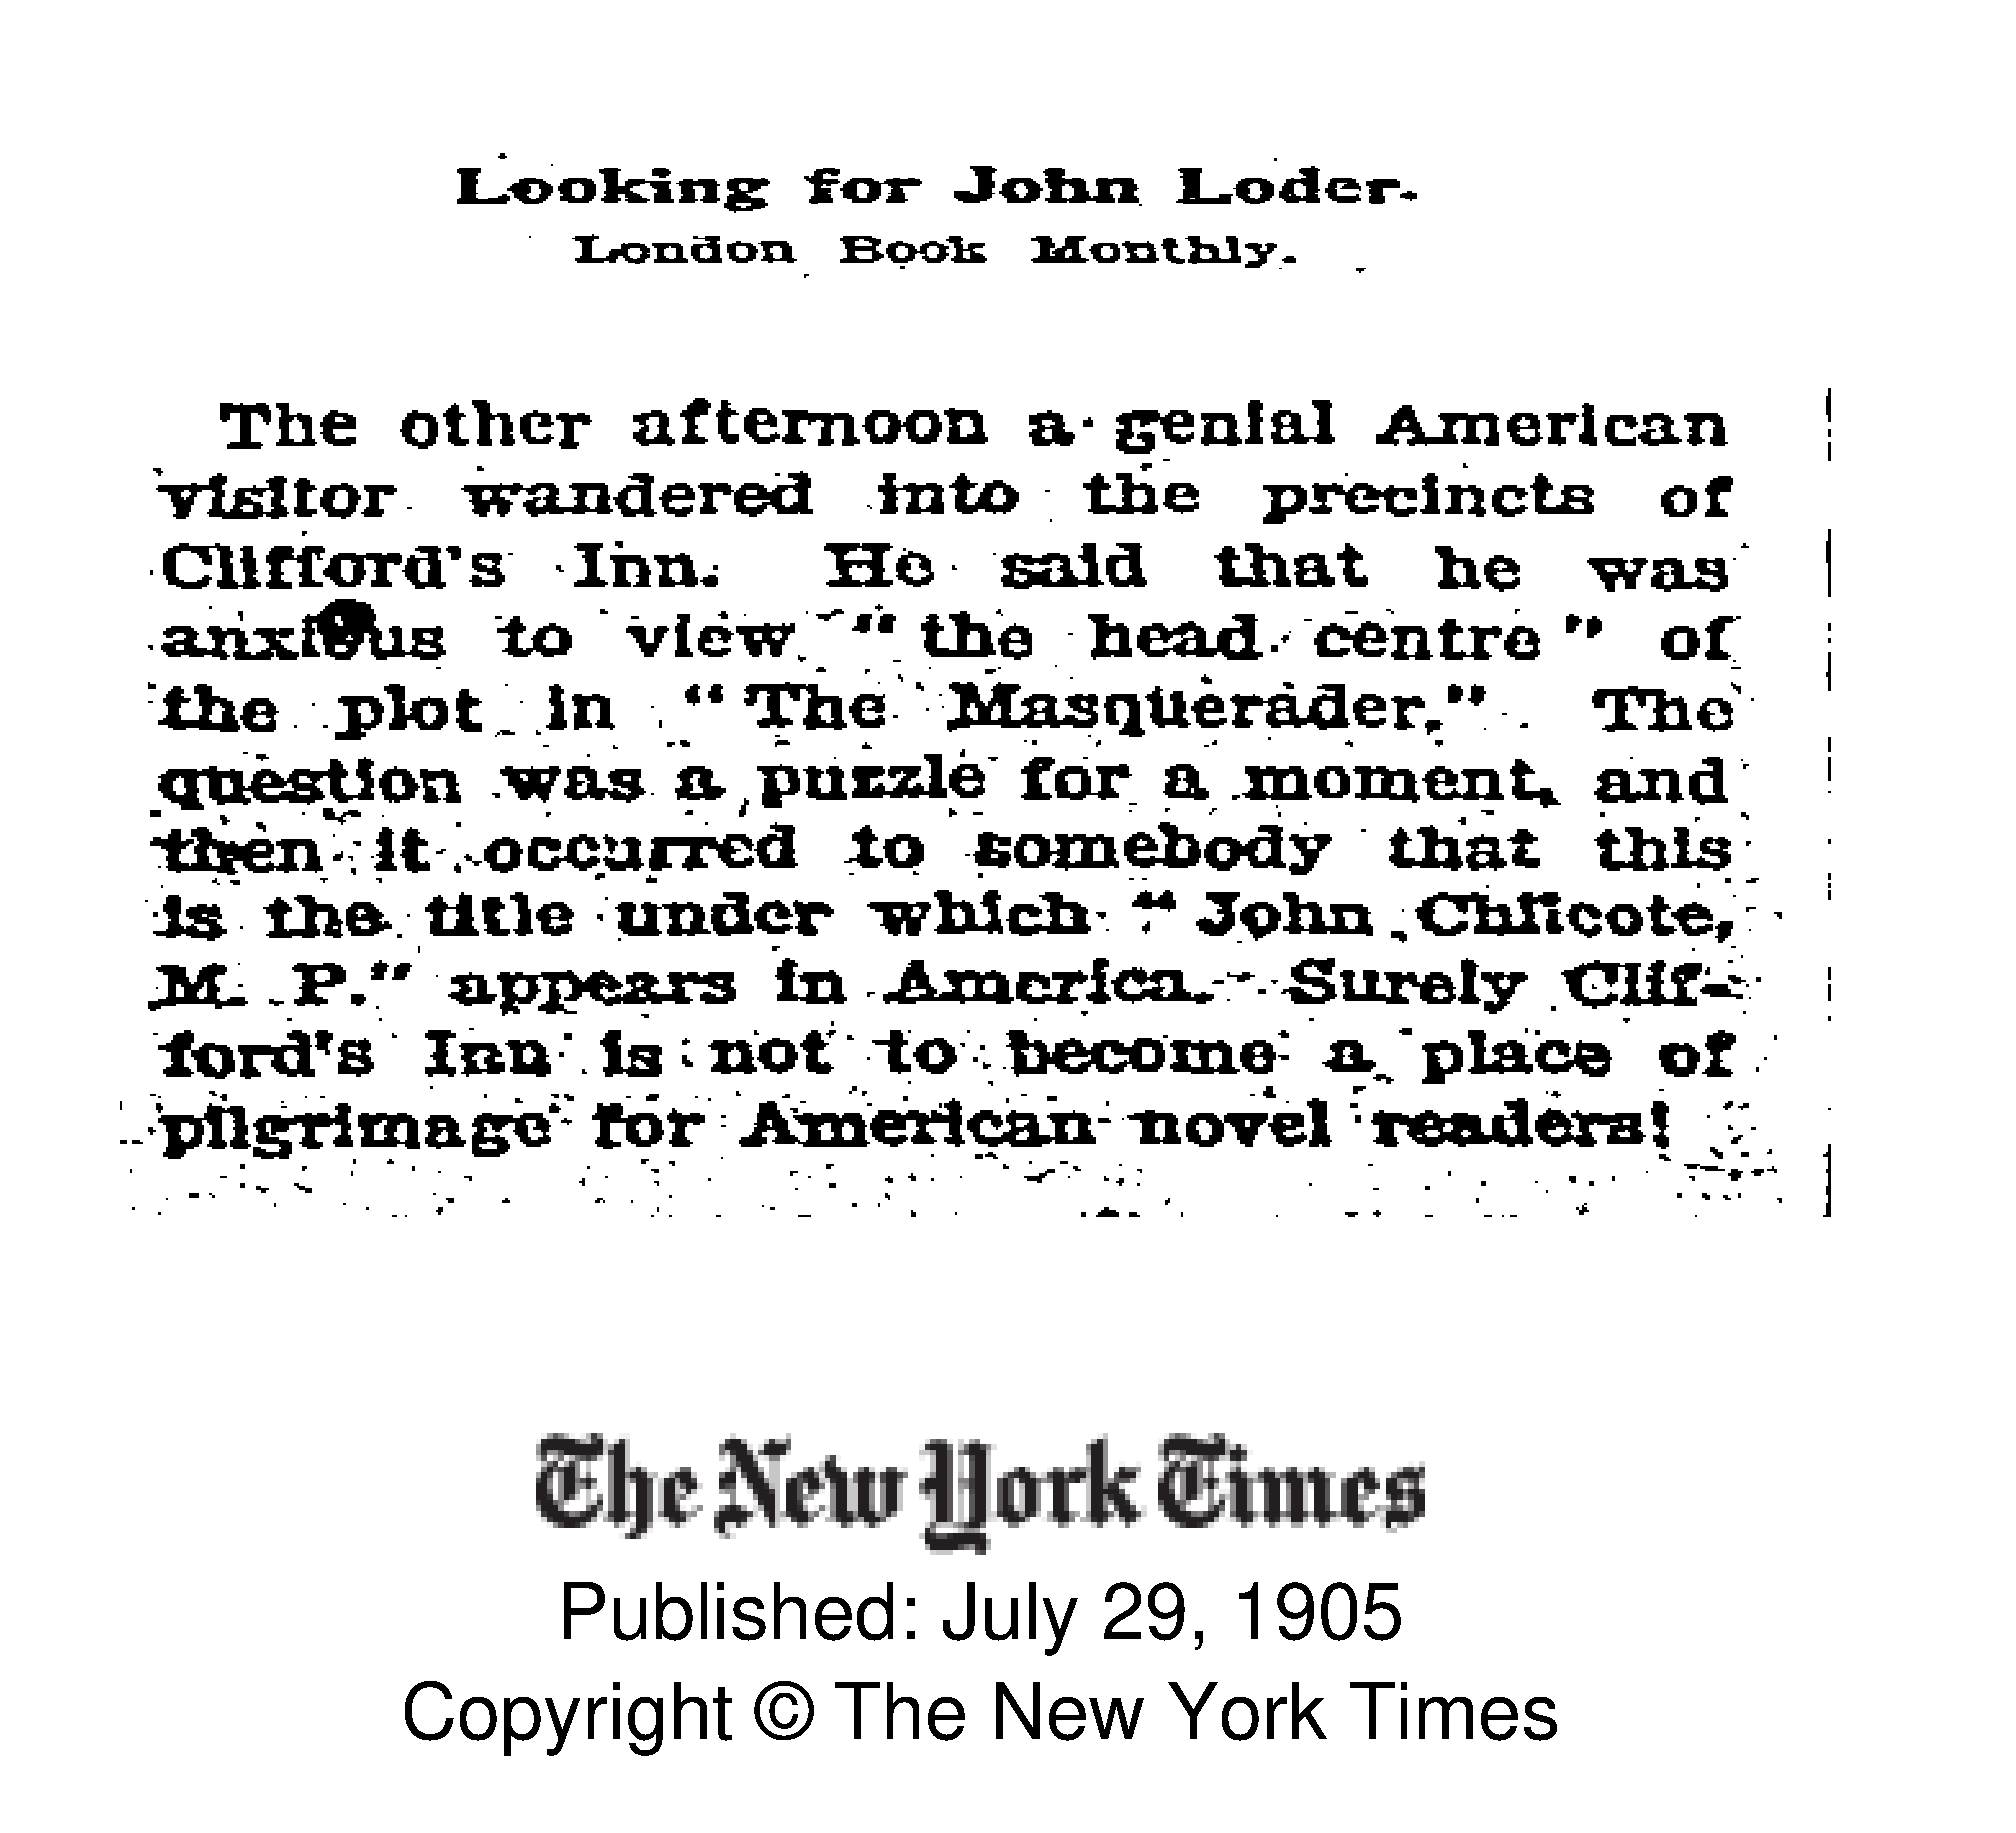 Looking for John Loder.
London Book Monthly.
The other afternoon a genial American
visitor wandered into the precincts of
Clifford's Inn. He said that he was
anxious to view "the head centre" of
the plot in "The Masquerader." The
question was a puzzle for a moment, and
then it occurred to somebody that this
is the title under which "John Chilcote,
M. P." appears in America. Surely Clif-
ford's Inn is not to become a place of
pilgrimage for American novel readers!
The New York Times
Published: July 29, 1905
Copyright © The New York Times